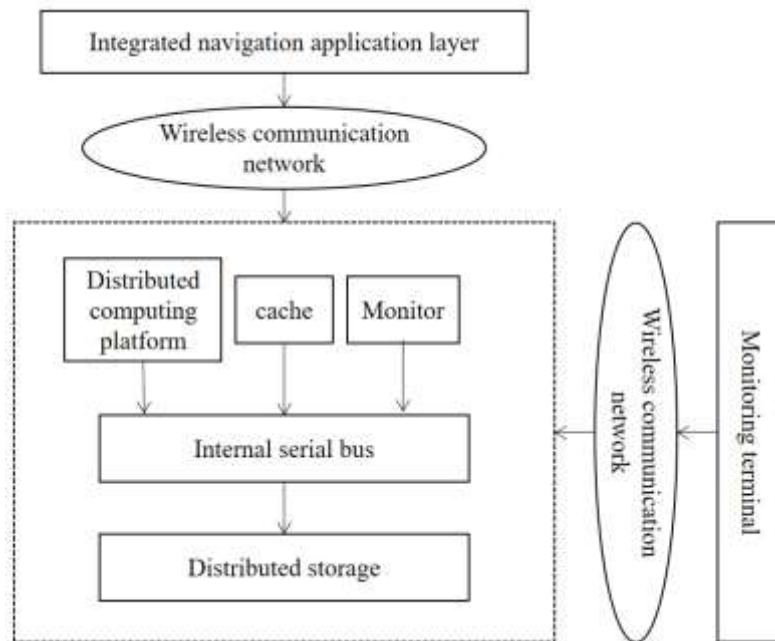 Integrated navigation application layer
Wireless communication
network
Distributed
computing
platform
cache
Monitor
Internal serial bus
Distributed storage
Wireless communication
network
Monitoring terminal